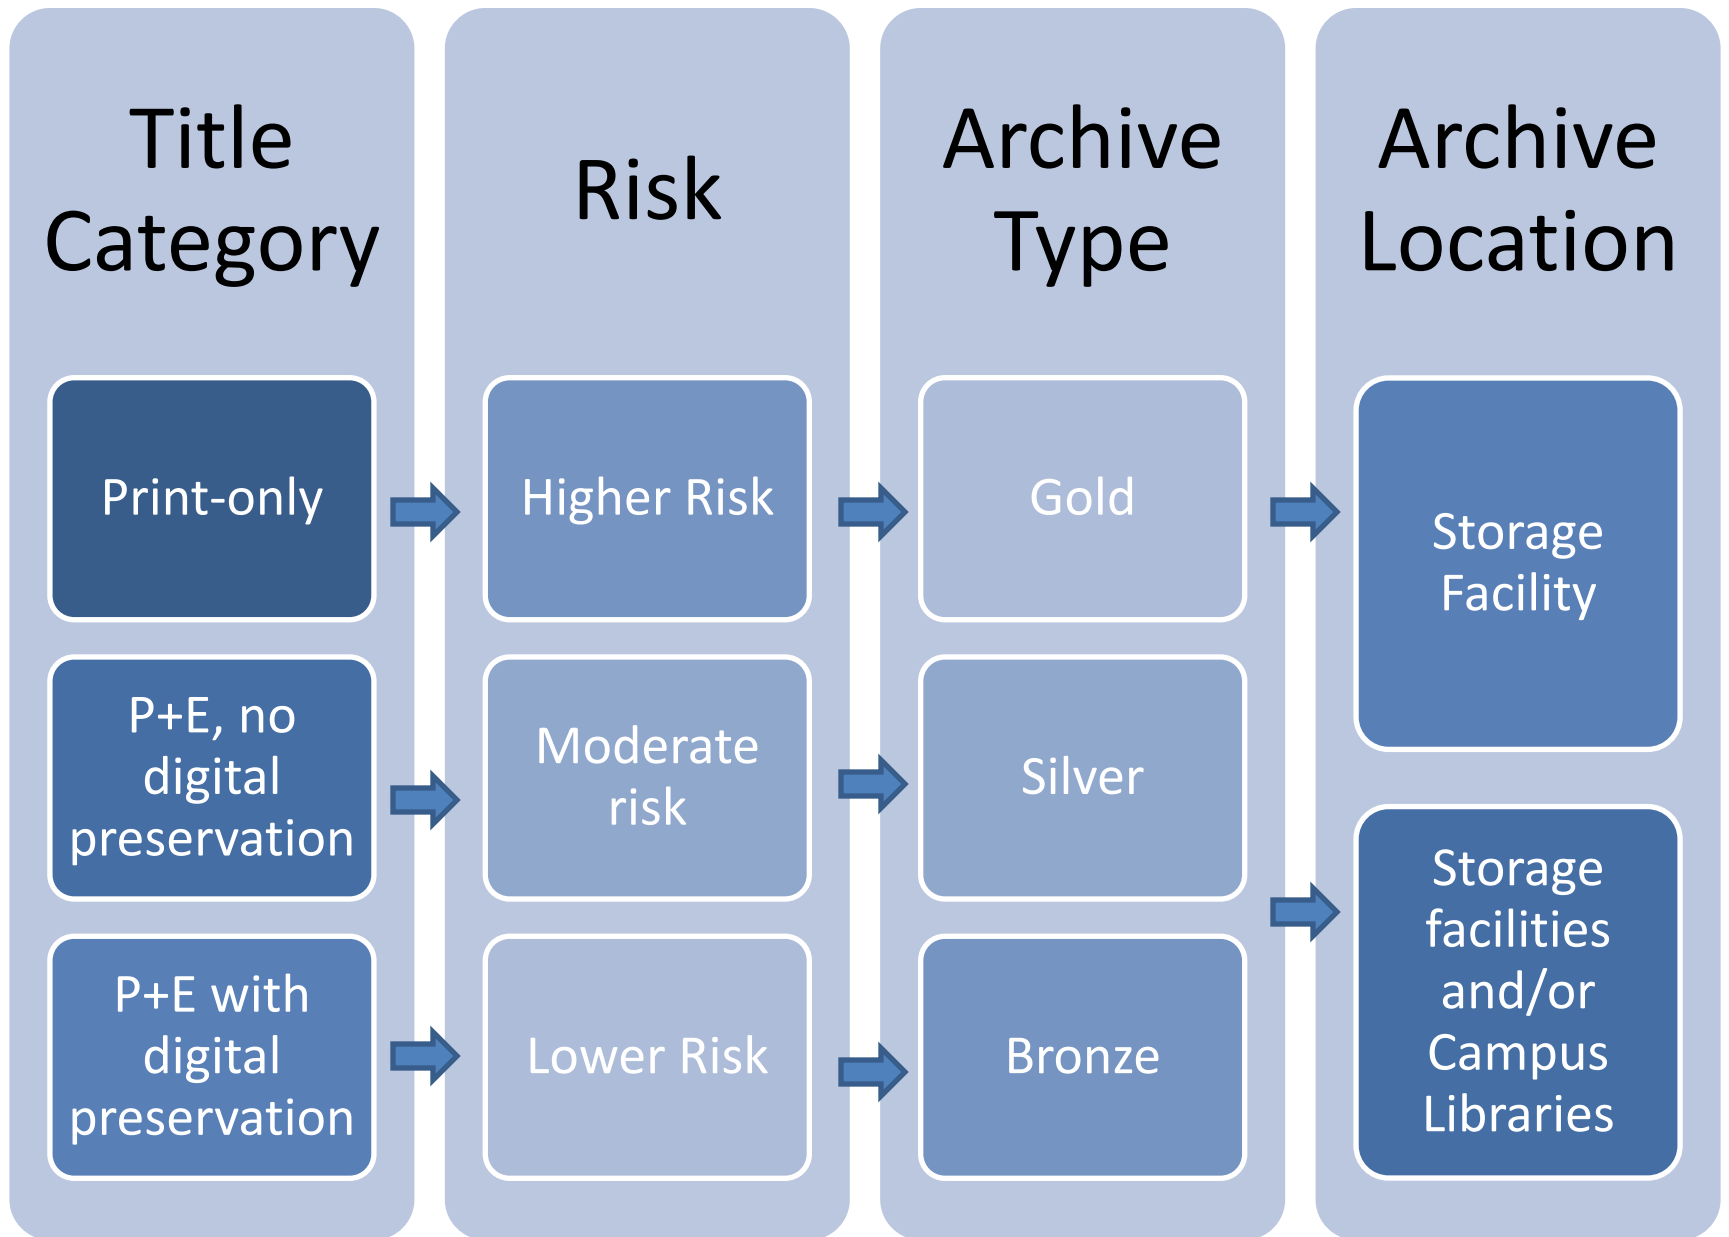 Title
Category
Print-only
P+E, no
digital
preservation
P+E with
digital
preservation
Risk
Higher Risk
Moderate
risk
Lower Risk
Archive
Type
Gold
Silver
Bronze
Archive
Location
Storage
Facility
Storage
facilities
and/or
Campus
Libraries